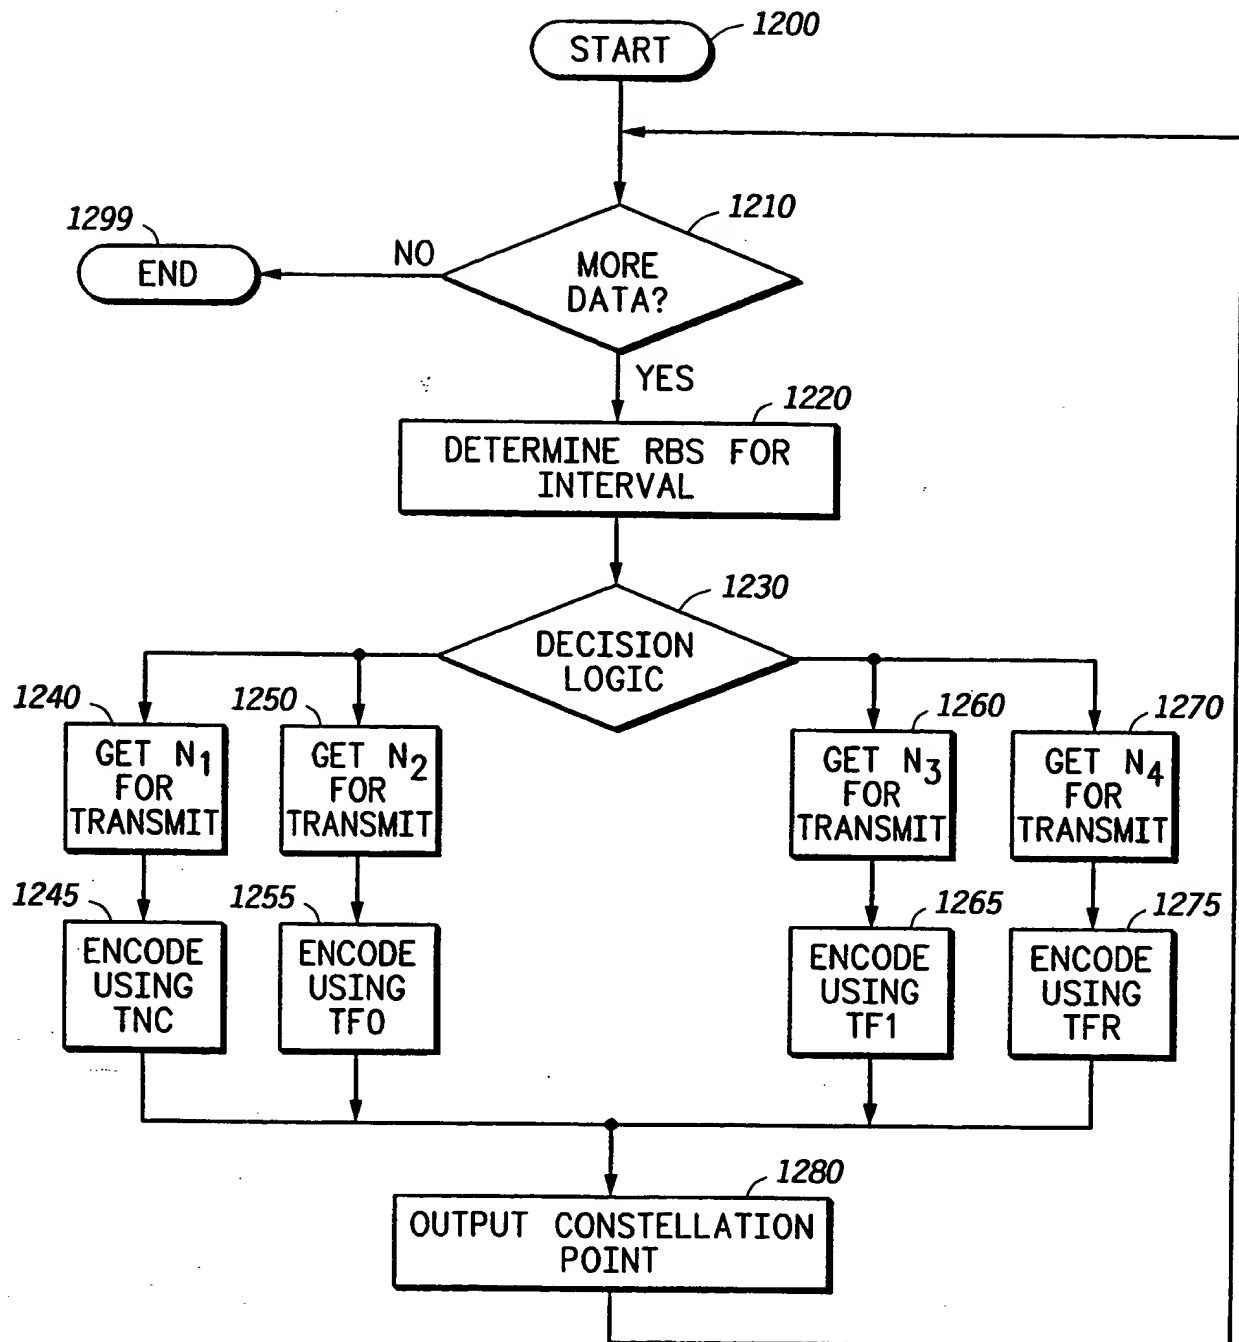 START
1200
1210
MORE
DATA?
1299
END
NO
YES
1220
DETERMINE RBS FOR
INTERVAL
1230
DECISION
LOGIC
1240
GET N1
FOR
TRANSMIT
1250
GET N2
FOR
TRANSMIT
1260
GET N3
FOR
TRANSMIT
1270
GET N4
FOR
TRANSMIT
1245
ENCODE
USING
TNC
1255
ENCODE
USING
TF0
1265
ENCODE
USING
TF1
1275
ENCODE
USING
TFR
1280
OUTPUT CONSTELLATION
POINT